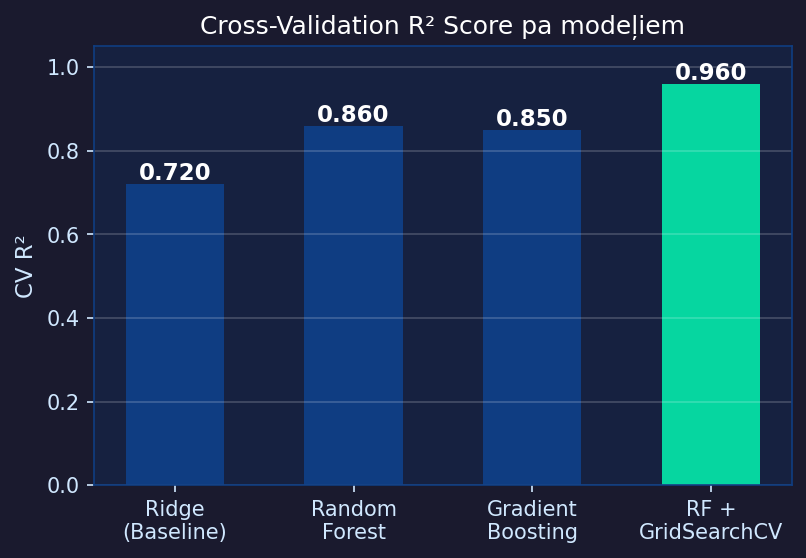 Cross-Validation R² Score pa modeļiem
CV R²
1.0
0.8
0.6
0.4
0.2
0.0
0.720
0.860
0.850
0.960
Ridge
(Baseline)
Random
Forest
Gradient
Boosting
RF +
GridSearchCV